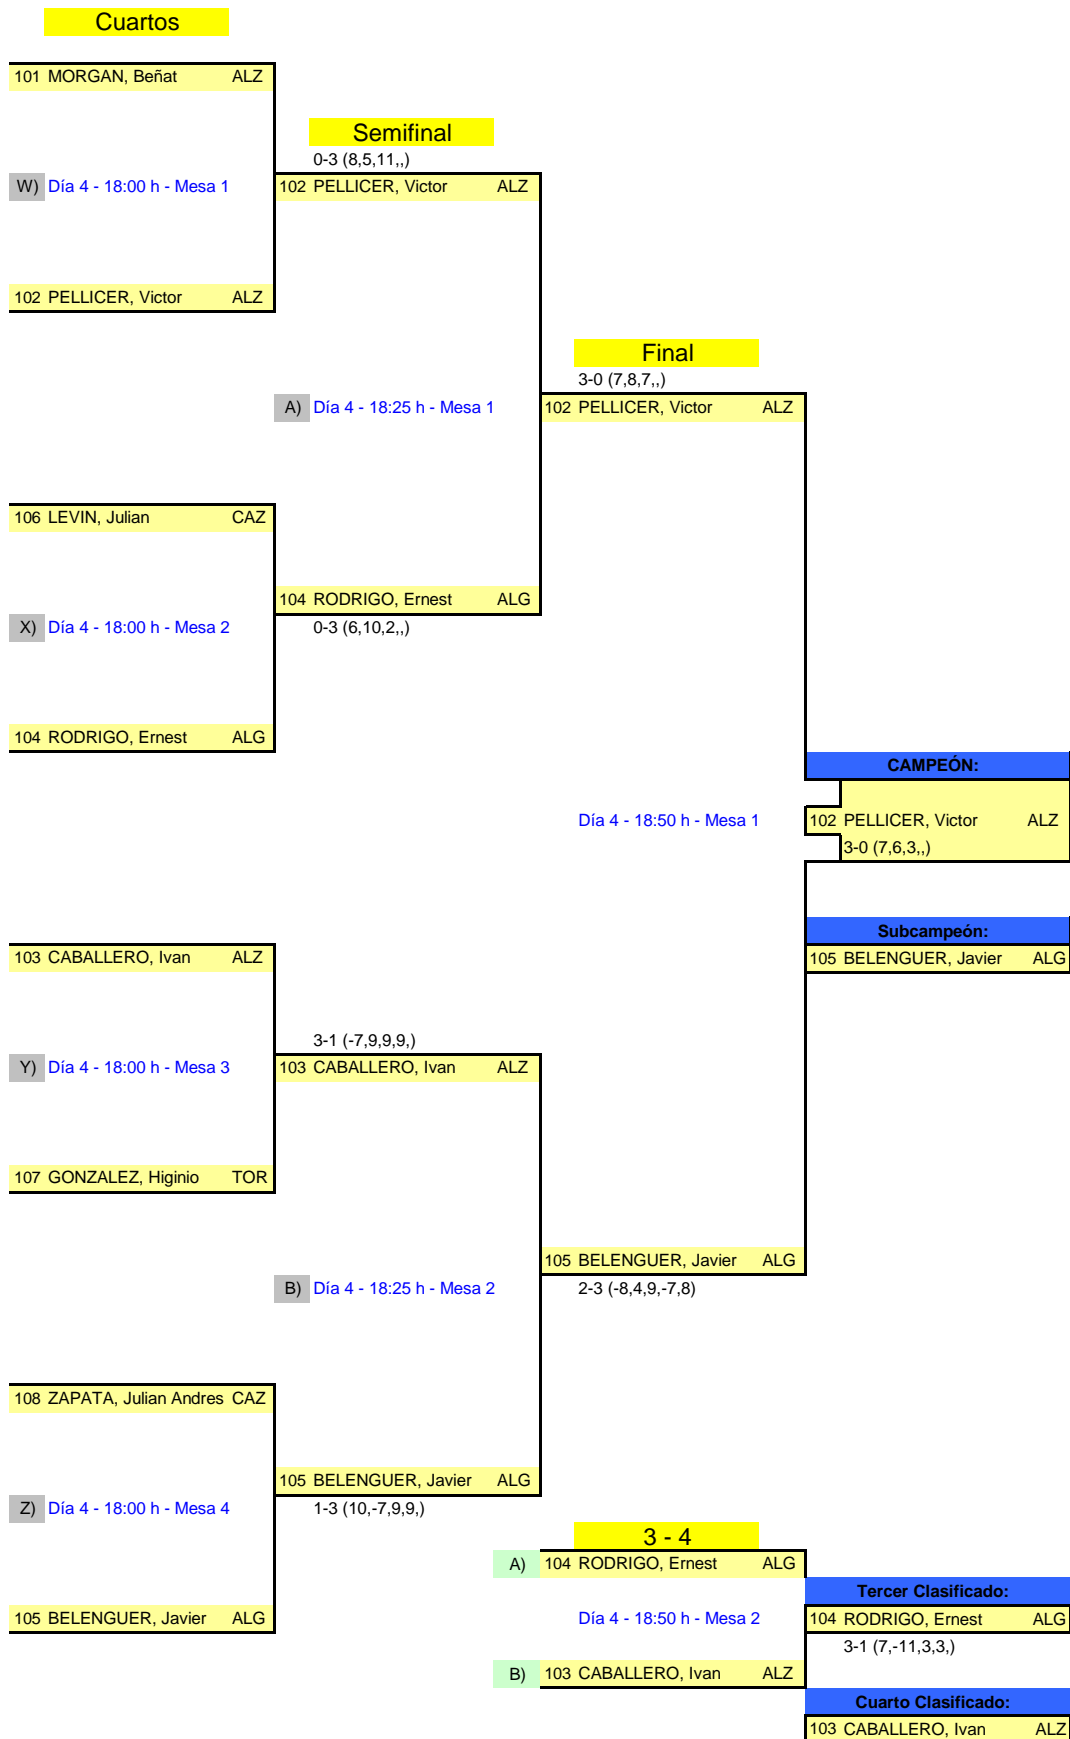 Cuartos
101 MORGAN, Beñat ALZ
Semifinal
0-3 (8,5,11,,)
W) Día 4 - 18:00 h - Mesa 1
102 PELLICER, Victor ALZ
102 PELLICER, Victor ALZ
Final
3-0 (7,8,7,,)
A) Día 4 - 18:25 h - Mesa 1
102 PELLICER, Victor ALZ
106 LEVIN, Julian CAZ
104 RODRIGO, Ernest ALG
X) Día 4 - 18:00 h - Mesa 2
0-3 (6,10,2,,)
104 RODRIGO, Ernest ALG
CAMPEÓN:
Día 4 - 18:50 h - Mesa 1
102 PELLICER, Victor ALZ
3-0 (7,6,3,,)
Subcampeón:
103 CABALLERO, Ivan ALZ
105 BELENGUER, Javier ALG
3-1 (-7,9,9,9,)
Y) Día 4 - 18:00 h - Mesa 3
103 CABALLERO, Ivan ALZ
107 GONZALEZ, Higinio TOR
105 BELENGUER, Javier ALG
B) Día 4 - 18:25 h - Mesa 2
2-3 (-8,4,9,-7,8)
108 ZAPATA, Julian Andres CAZ
105 BELENGUER, Javier ALG
Z) Día 4 - 18:00 h - Mesa 4
1-3 (10,-7,9,9,)
3 - 4
A) 104 RODRIGO, Ernest ALG
Tercer Clasificado:
105 BELENGUER, Javier ALG
Día 4 - 18:50 h - Mesa 2
104 RODRIGO, Ernest ALG
3-1 (7,-11,3,3,)
B) 103 CABALLERO, Ivan ALZ
Cuarto Clasificado:
103 CABALLERO, Ivan ALZ